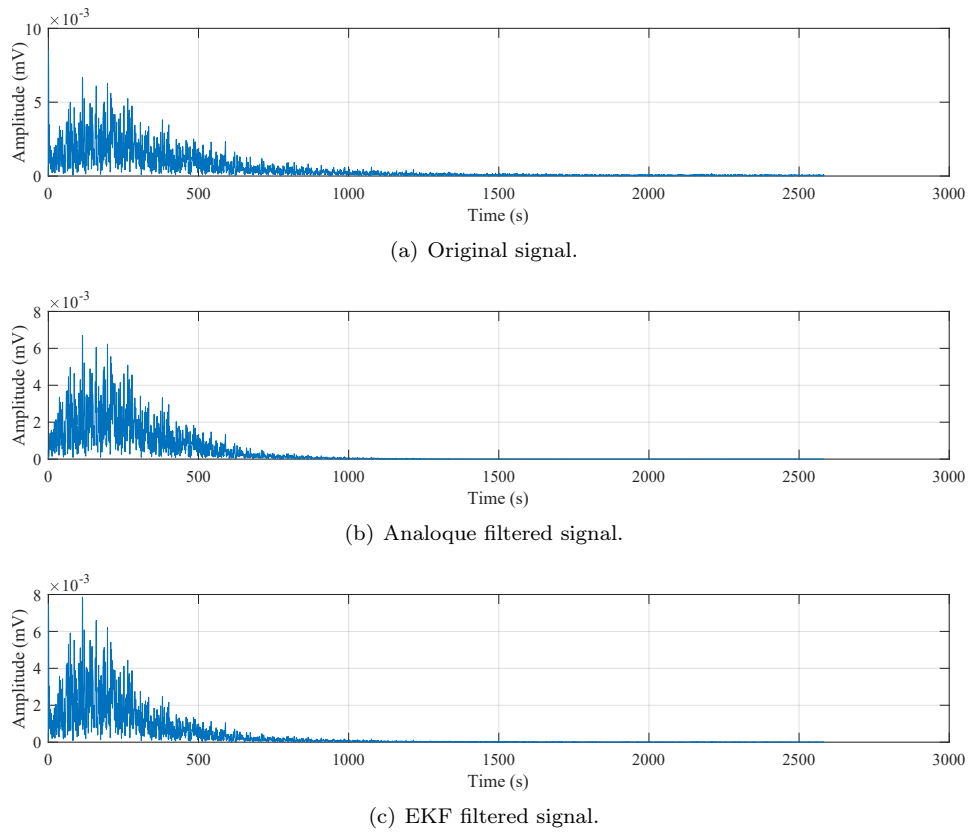 ×10⁻³
10
5
0
Amplitude (mV)
0 500 1000 1500 2000 2500 3000
Time (s)
(a) Original signal.
×10⁻³
8
6
4
2
0
Amplitude (mV)
0 500 1000 1500 2000 2500 3000
Time (s)
(b) Analoque filtered signal.
×10⁻³
8
6
4
2
0
Amplitude (mV)
0 500 1000 1500 2000 2500 3000
Time (s)
(c) EKF filtered signal.